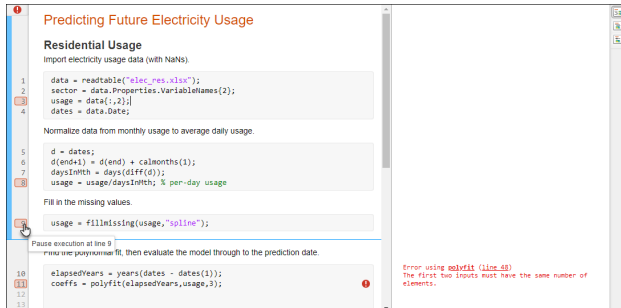 Predicting Future Electricity Usage
Residential Usage
Import electricity usage data (with NaNs).
1 data = readtable("elec_res.xlsx");
2 sector = data.Properties.VariableNames{2};
3 usage = data{:,2};
4 dates = data.Date;
Normalize data from monthly usage to average daily usage.
5 d = dates;
6 d(end+1) = d(end) + calmonths(1);
7 daysInMth = days(diff(d));
8 usage = usage/daysInMth; % per-day usage
Fill in the missing values.
9 usage = fillmissing(usage,"spline");
Pause execution at line 9
Find the polynomial fit, then evaluate the model through to the prediction date.
10 elapsedYears = years(dates - dates(1));
11 coeffs = polyfit(elapsedYears,usage,3);
12
13
Error using polyfit (line 48)
The first two inputs must have the same number of
elements.